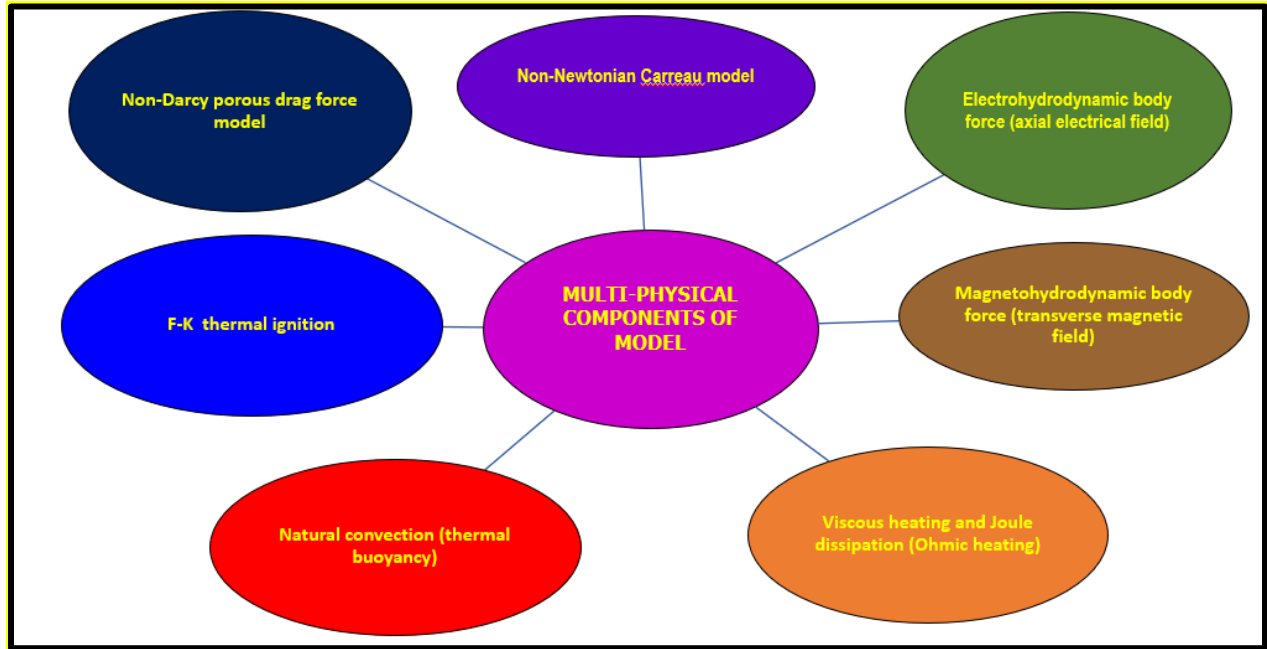 Non-Darcy porous drag force
model
Non-Newtonian Carreau model
Electrohydrodynamic body
force (axial electrical field)
F-K thermal ignition
MULTI-PHYSICAL
COMPONENTS OF
MODEL
Magnetohydrodynamic body
force (transverse magnetic
field)
Natural convection (thermal
buoyancy)
Viscous heating and Joule
dissipation (Ohmic heating)